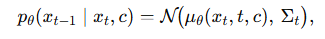 p_θ(x_{t−1} | x_t, c) = 𝒩(μ_θ(x_t, t, c), Σ_t),